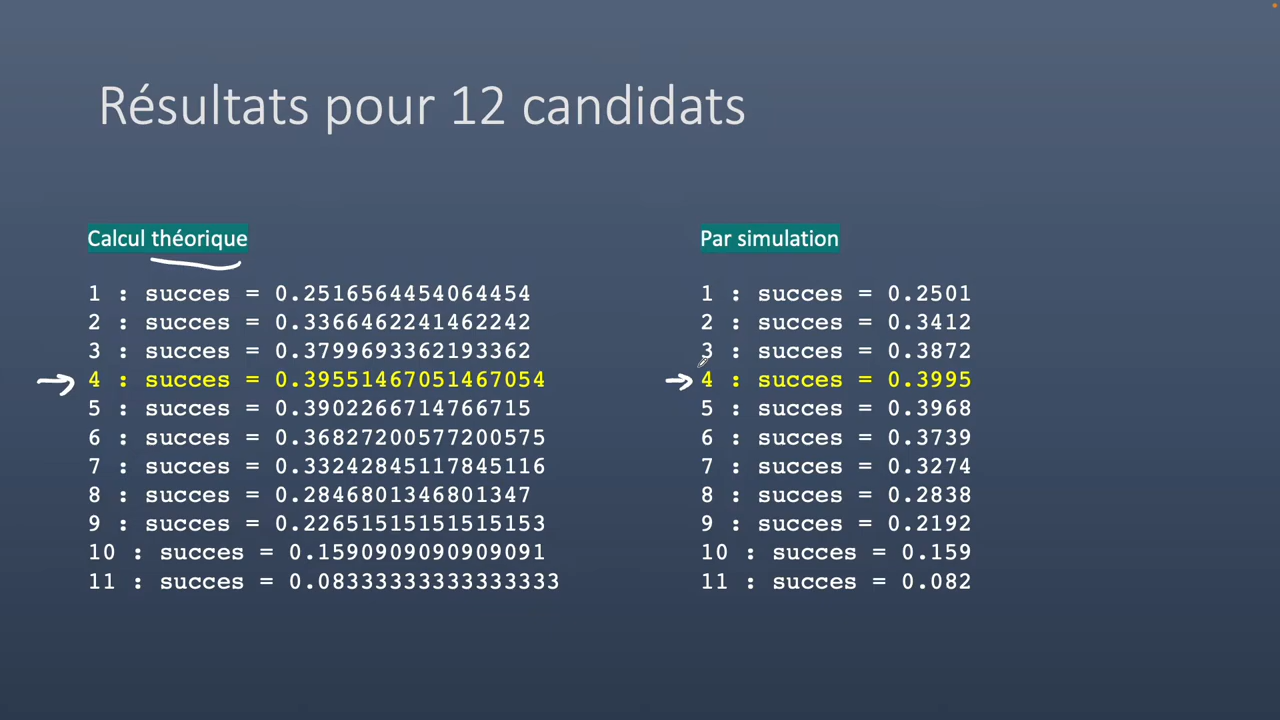 Résultats pour 12 candidats
Calcul théorique
1 : succes = 0.2516564454064454
2 : succes = 0.3366462241462242
3 : succes = 0.3799693362193362
4 : succes = 0.39551467051467054
5 : succes = 0.3902266714766715
6 : succes = 0.36827200577200575
7 : succes = 0.33242845117845116
8 : succes = 0.2846801346801347
9 : succes = 0.22651515151515153
10 : succes = 0.1590909090909091
11 : succes = 0.08333333333333333
Par simulation
1 : succes = 0.2501
2 : succes = 0.3412
3 : succes = 0.3872
4 : succes = 0.3995
5 : succes = 0.3968
6 : succes = 0.3739
7 : succes = 0.3274
8 : succes = 0.2838
9 : succes = 0.2192
10 : succes = 0.159
11 : succes = 0.082